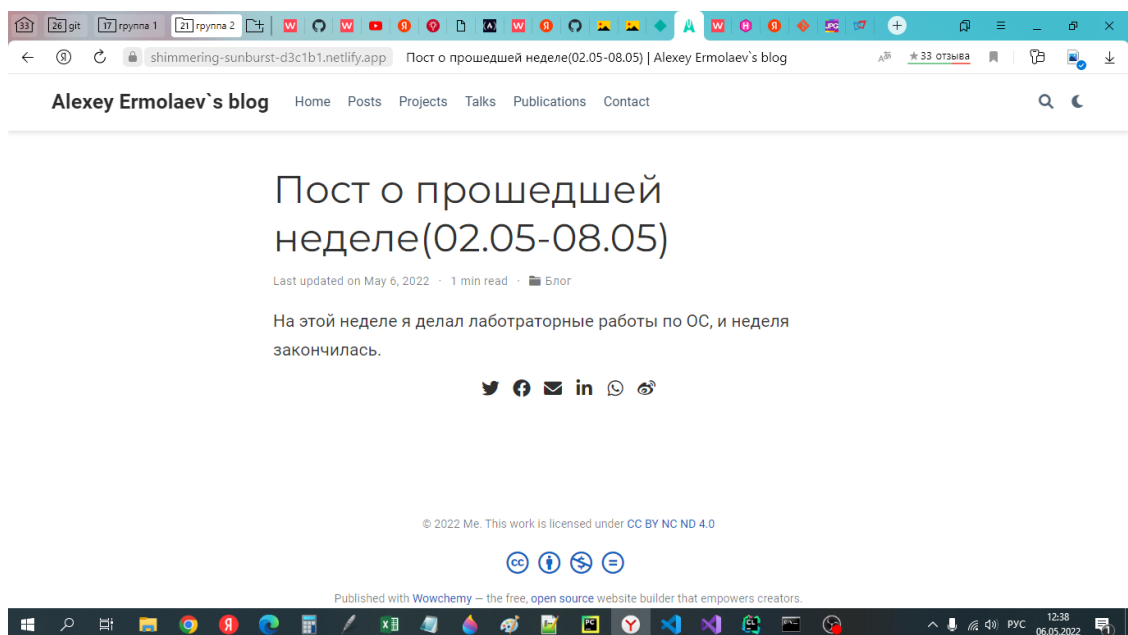 33 26 git 17 группа 1 21 группа 2
shimmering-sunburst-d3c1b1.netlify.app Пост о прошедшей неделе(02.05-08.05) | Alexey Ermolaev`s blog ★ 33 отзыва
Alexey Ermolaev`s blog Home Posts Projects Talks Publications Contact
Пост о прошедшей
неделе(02.05-08.05)
Last updated on May 6, 2022 · 1 min read · Блог
На этой неделе я делал лаботраторные работы по ОС, и неделя
закончилась.
© 2022 Me. This work is licensed under CC BY NC ND 4.0
Published with Wowchemy — the free, open source website builder that empowers creators.
РУС 12:38
06.05.2022